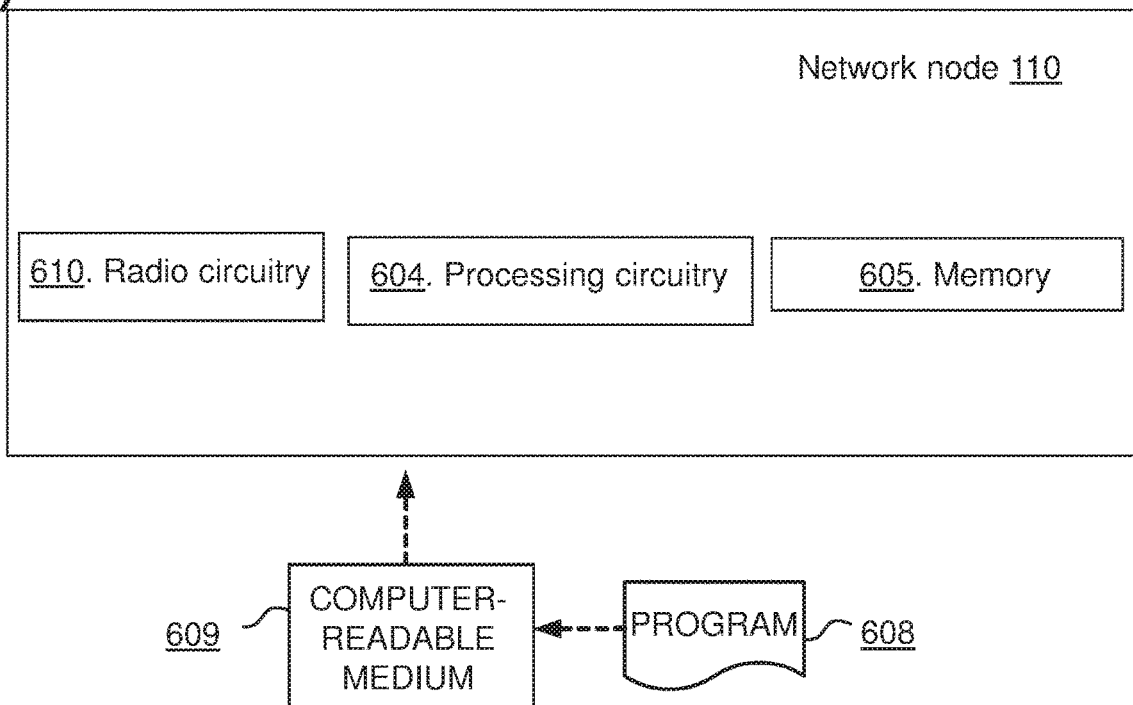 Network node 110
610. Radio circuitry
604. Processing circuitry
605. Memory
609
COMPUTER-
READABLE
MEDIUM
PROGRAM
608